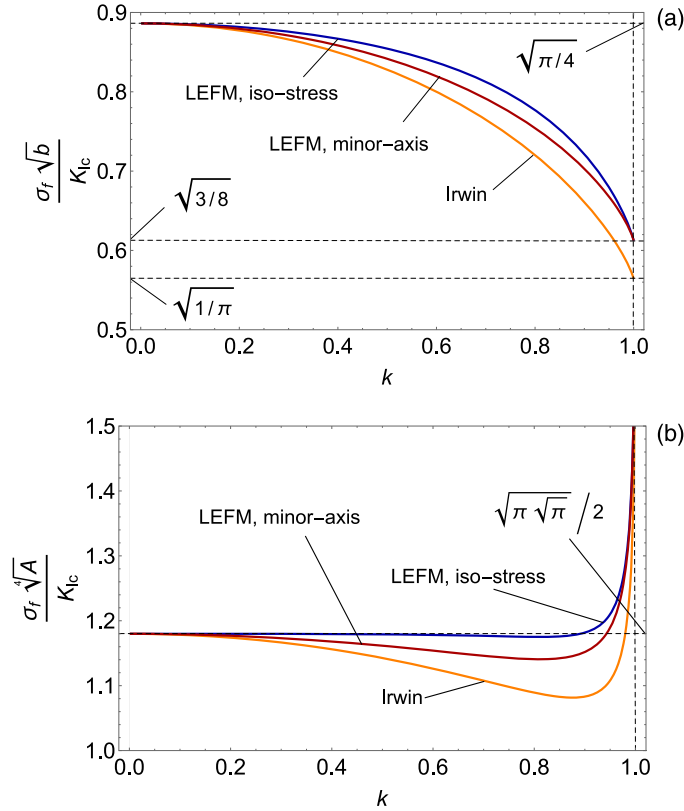 (a)
0.9
0.8
0.7
0.6
0.5
σf √b
KIc
√π/4
LEFM, iso−stress
LEFM, minor−axis
Irwin
√3/8
√1/π
0.0 0.2 0.4 0.6 0.8 1.0
k
(b)
1.5
1.4
1.3
1.2
1.1
1.0
σf ∜A
KIc
√π √π / 2
LEFM, minor−axis
LEFM, iso−stress
Irwin
0.0 0.2 0.4 0.6 0.8 1.0
k